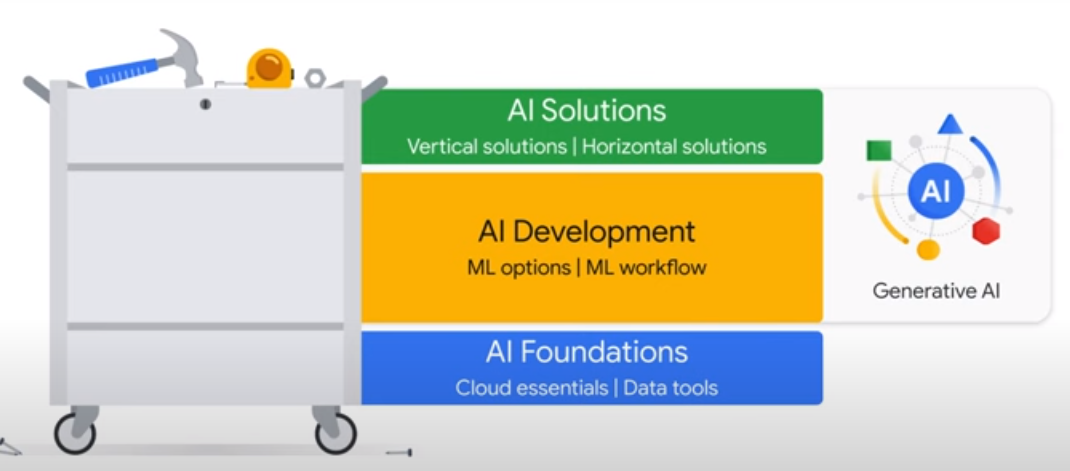 AI Solutions
Vertical solutions | Horizontal solutions
AI Development
ML options | ML workflow
AI Foundations
Cloud essentials | Data tools
AI
Generative AI